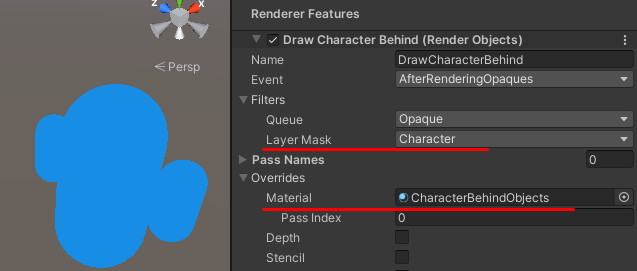 Renderer Features
Draw Character Behind (Render Objects)
Name DrawCharacterBehind
Event AfterRenderingOpaques
Filters
Queue Opaque
Layer Mask Character
Pass Names 0
Overrides
Material CharacterBehindObjects
Pass Index 0
Depth
Stencil
x
z
< Persp